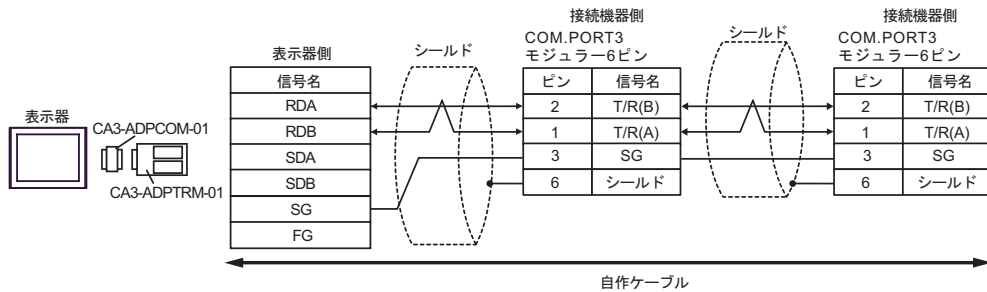 表示器
CA3-ADPCOM-01
CA3-ADPTRM-01
表示器側
信号名
RDA
RDB
SDA
SDB
SG
FG
シールド
接続機器側
COM.PORT3
モジュラー6ピン
ピン 信号名
2 T/R(B)
1 T/R(A)
3 SG
6 シールド
シールド
接続機器側
COM.PORT3
モジュラー6ピン
ピン 信号名
2 T/R(B)
1 T/R(A)
3 SG
6 シールド
自作ケーブル